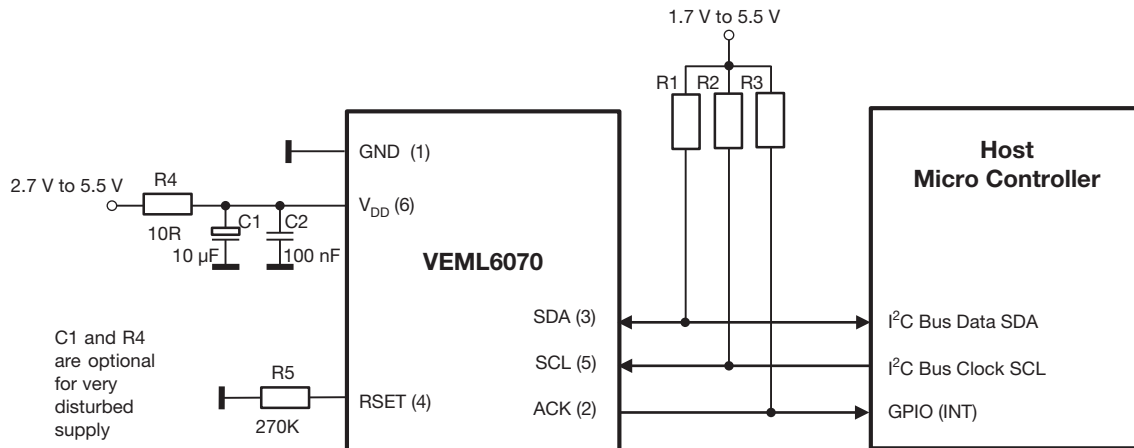 1.7 V to 5.5 V
R1 R2 R3
GND (1)
2.7 V to 5.5 V
R4
10R
C1
10 µF
C2
100 nF
V_DD (6)
VEML6070
Host
Micro Controller
SDA (3)
I²C Bus Data SDA
SCL (5)
I²C Bus Clock SCL
ACK (2)
GPIO (INT)
C1 and R4
are optional
for very
disturbed
supply
R5
270K
RSET (4)